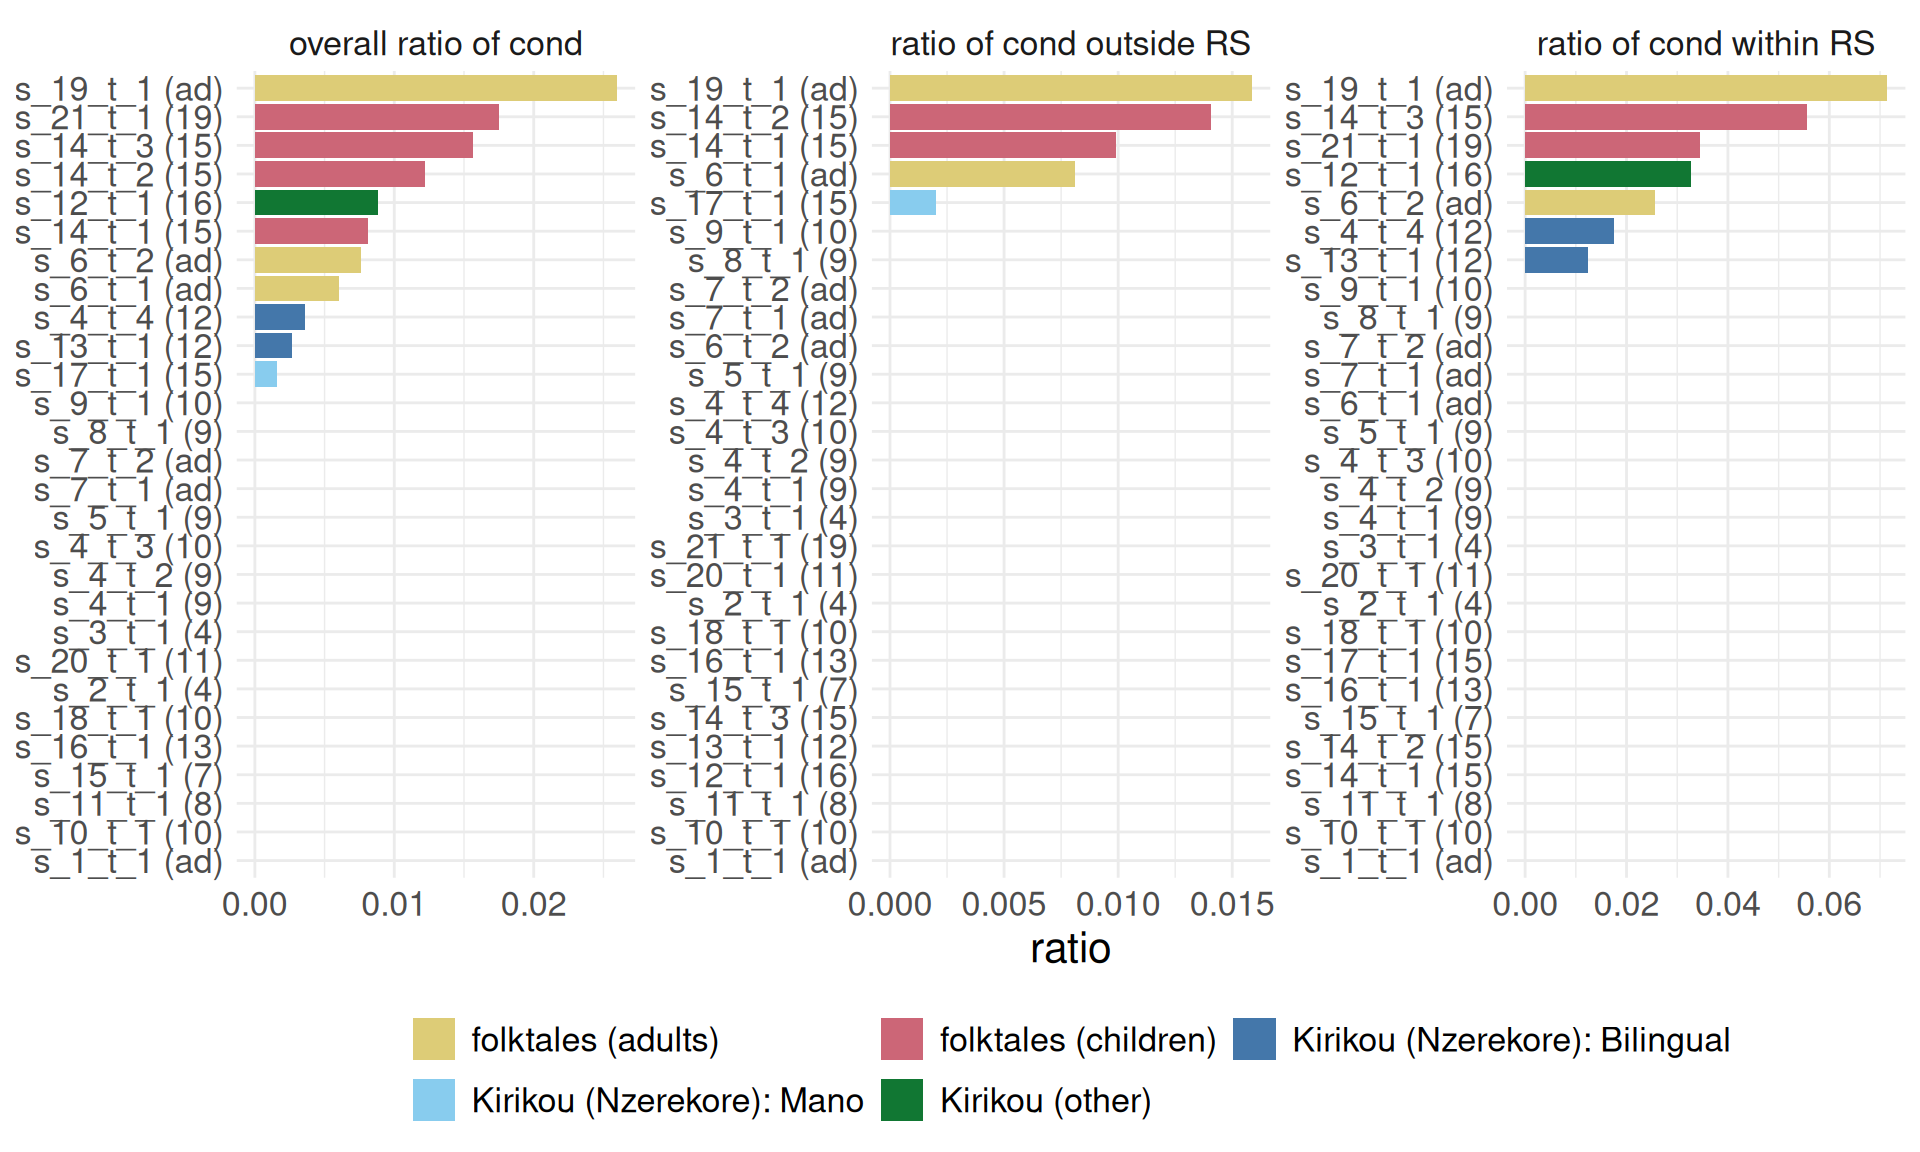 overall ratio of cond
s_19_t_1 (ad)
s_21_t_1 (19)
s_14_t_3 (15)
s_14_t_2 (15)
s_12_t_1 (16)
s_14_t_1 (15)
s_6_t_2 (ad)
s_6_t_1 (ad)
s_4_t_4 (12)
s_13_t_1 (12)
s_17_t_1 (15)
s_9_t_1 (10)
s_8_t_1 (9)
s_7_t_2 (ad)
s_7_t_1 (ad)
s_5_t_1 (9)
s_4_t_3 (10)
s_4_t_2 (9)
s_4_t_1 (9)
s_3_t_1 (4)
s_20_t_1 (11)
s_2_t_1 (4)
s_18_t_1 (10)
s_16_t_1 (13)
s_15_t_1 (7)
s_11_t_1 (8)
s_10_t_1 (10)
s_1_t_1 (ad)
0.00 0.01 0.02
ratio of cond outside RS
s_19_t_1 (ad)
s_14_t_2 (15)
s_14_t_1 (15)
s_6_t_1 (ad)
s_17_t_1 (15)
s_9_t_1 (10)
s_8_t_1 (9)
s_7_t_2 (ad)
s_7_t_1 (ad)
s_6_t_2 (ad)
s_5_t_1 (9)
s_4_t_4 (12)
s_4_t_3 (10)
s_4_t_2 (9)
s_4_t_1 (9)
s_3_t_1 (4)
s_21_t_1 (19)
s_20_t_1 (11)
s_2_t_1 (4)
s_18_t_1 (10)
s_16_t_1 (13)
s_15_t_1 (7)
s_14_t_3 (15)
s_13_t_1 (12)
s_12_t_1 (16)
s_11_t_1 (8)
s_10_t_1 (10)
s_1_t_1 (ad)
0.000 0.005 0.010 0.015
ratio of cond within RS
s_19_t_1 (ad)
s_14_t_3 (15)
s_21_t_1 (19)
s_12_t_1 (16)
s_6_t_2 (ad)
s_4_t_4 (12)
s_13_t_1 (12)
s_9_t_1 (10)
s_8_t_1 (9)
s_7_t_2 (ad)
s_7_t_1 (ad)
s_6_t_1 (ad)
s_5_t_1 (9)
s_4_t_3 (10)
s_4_t_2 (9)
s_4_t_1 (9)
s_3_t_1 (4)
s_20_t_1 (11)
s_2_t_1 (4)
s_18_t_1 (10)
s_17_t_1 (15)
s_16_t_1 (13)
s_15_t_1 (7)
s_14_t_2 (15)
s_14_t_1 (15)
s_11_t_1 (8)
s_10_t_1 (10)
s_1_t_1 (ad)
0.00 0.02 0.04 0.06
ratio
folktales (adults)
folktales (children)
Kirikou (Nzerekore): Bilingual
Kirikou (Nzerekore): Mano
Kirikou (other)